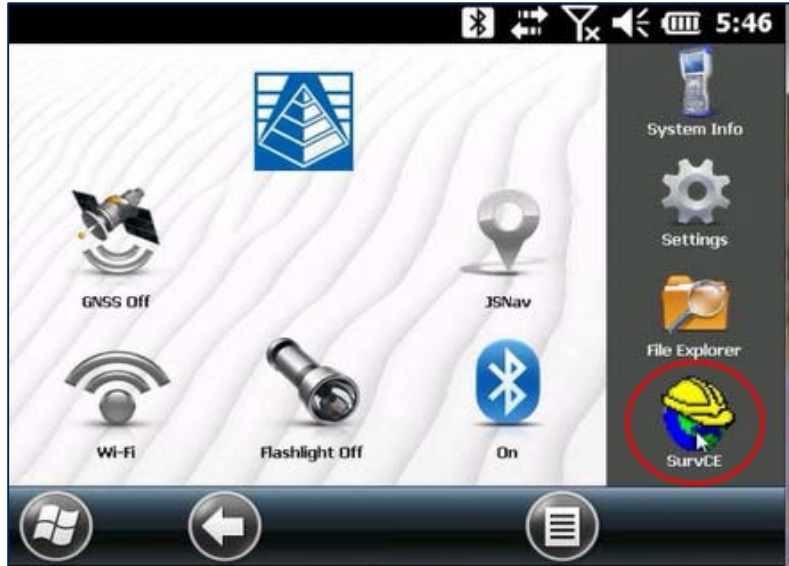 5:46
System Info
Settings
GNSS Off
JSNav
File Explorer
Wi-Fi
Flashlight Off
On
SurvCE